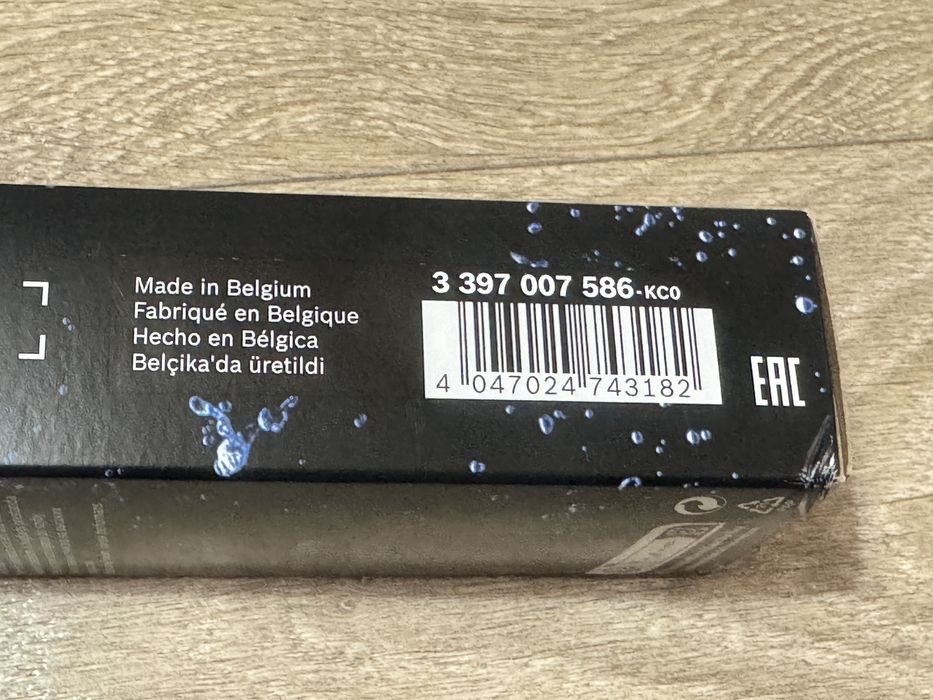 Made in Belgium
Fabriqué en Belgique
Hecho en Bélgica
Belçika'da üretildi
3 397 007 586-KC0
4 047024 743182
EAC